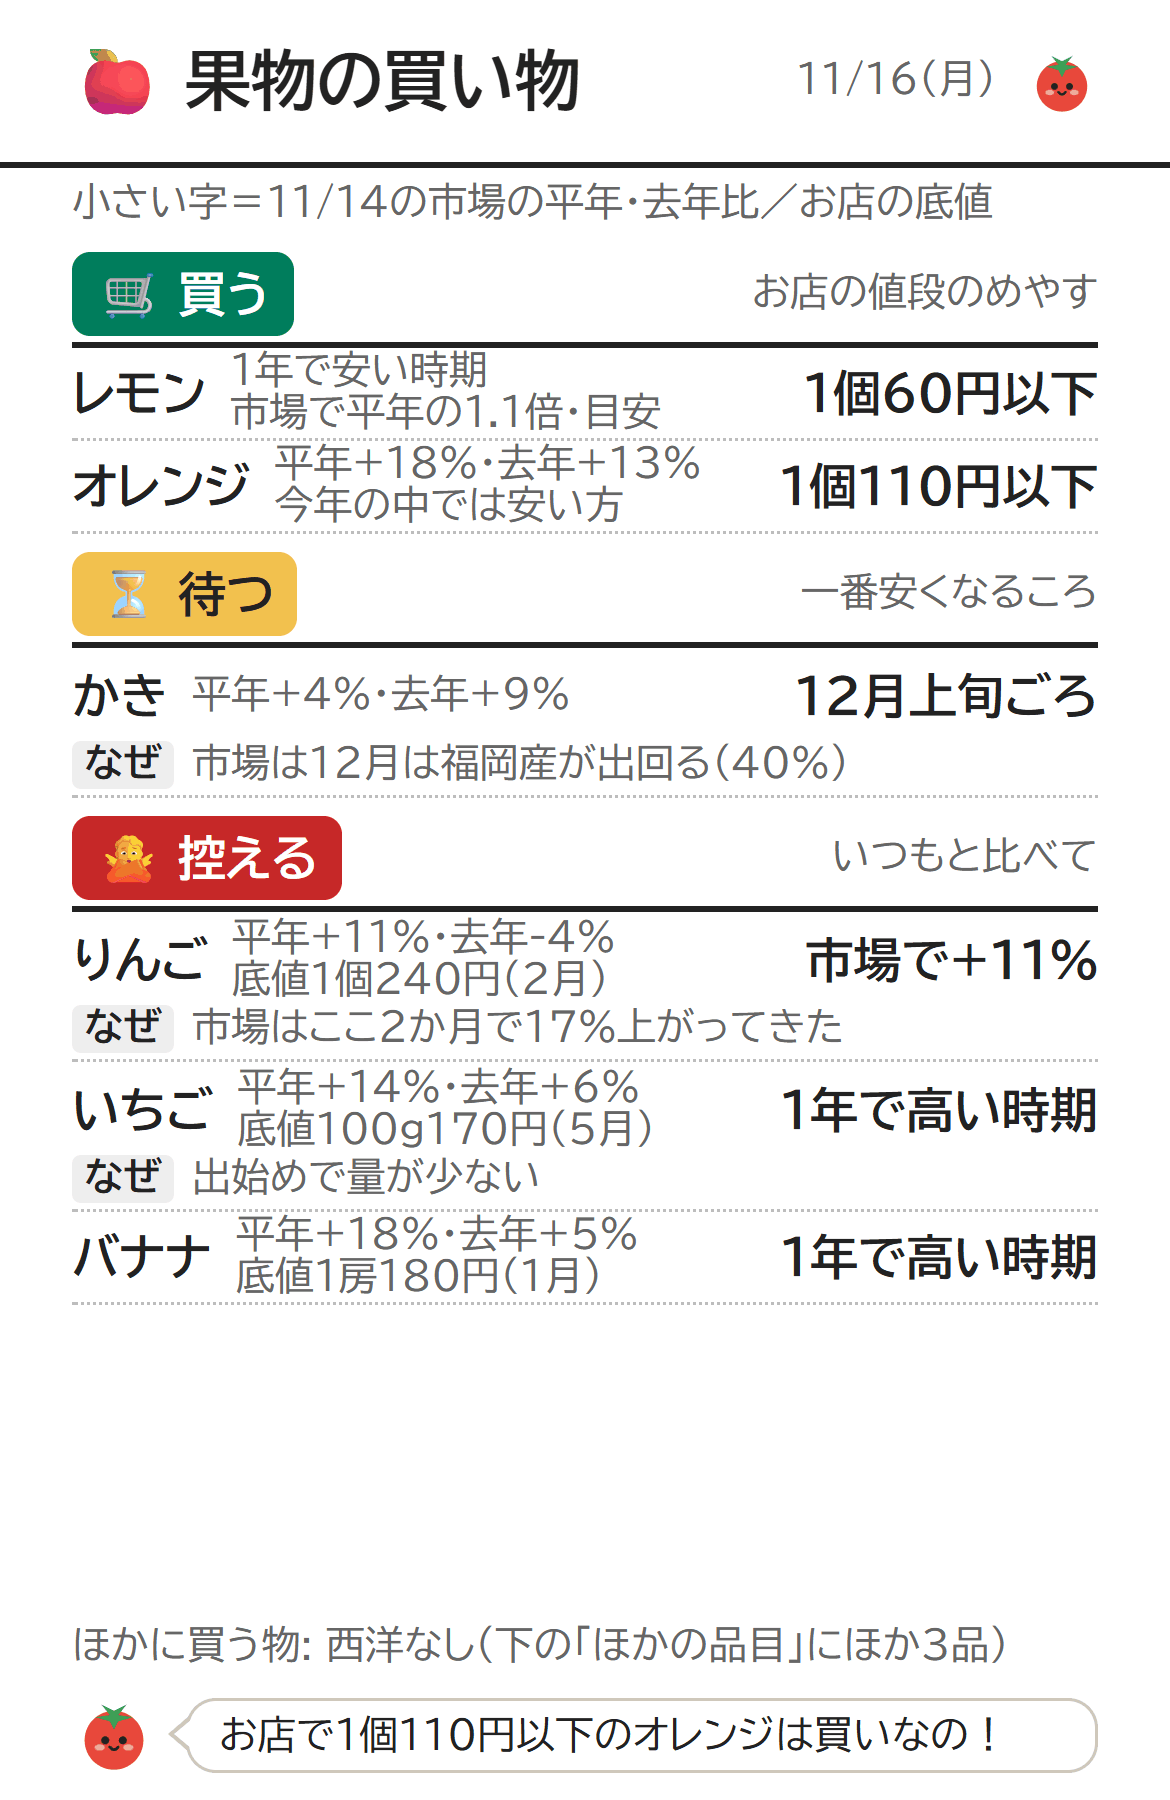 果物の買い物
11/16(月)
小さい字=11/14の市場の平年・去年比/お店の底値
買う
お店の値段のめやす
レモン
1年で安い時期
市場で平年の1.1倍・目安
1個60円以下
オレンジ
平年+18%・去年+13%
今年の中では安い方
1個110円以下
待つ
一番安くなるころ
かき
平年+4%・去年+9%
12月上旬ごろ
なぜ 市場は12月は福岡産が出回る(40%)
控える
いつもと比べて
りんご
平年+11%・去年-4%
底値1個240円(2月)
市場で+11%
なぜ 市場はここ2か月で17%上がってきた
いちご
平年+14%・去年+6%
底値100g170円(5月)
1年で高い時期
なぜ 出始めで量が少ない
バナナ
平年+18%・去年+5%
底値1房180円(1月)
1年で高い時期
ほかに買う物: 西洋なし(下の「ほかの品目」にほか3品)
お店で1個110円以下のオレンジは買いなの!